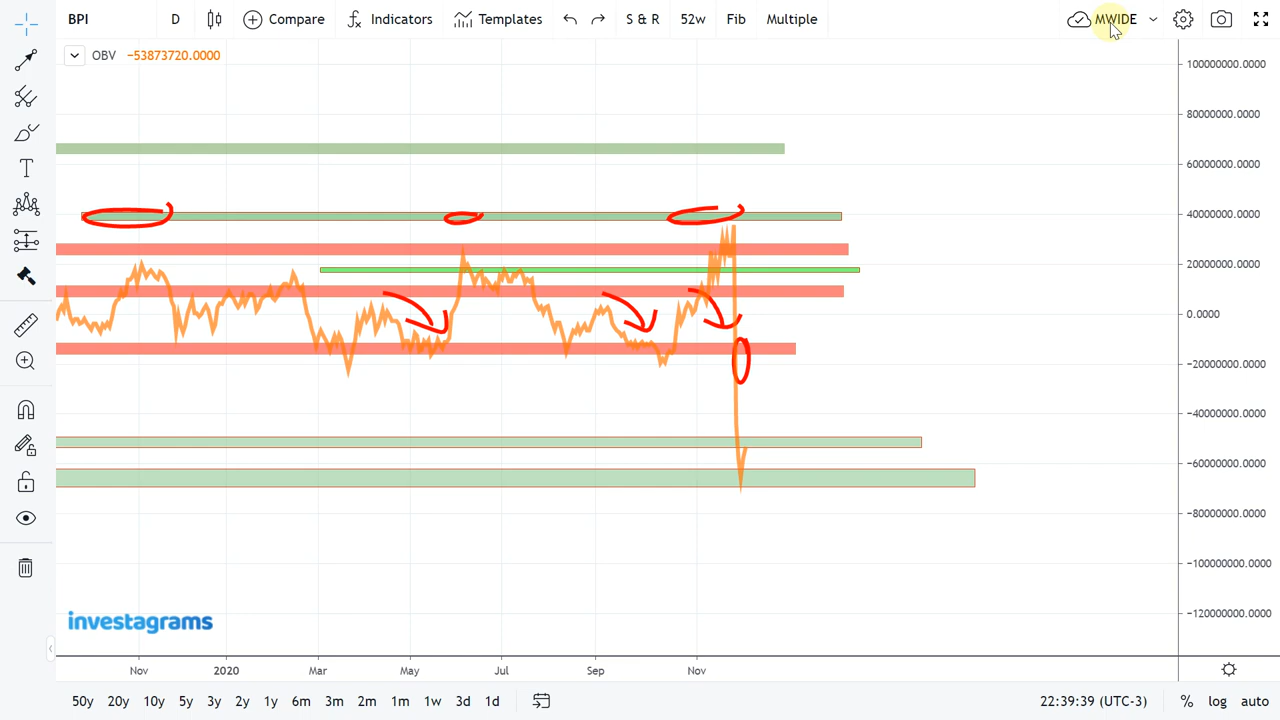 BPI D Compare Indicators Templates S & R 52w Fib Multiple MWIDE
OBV −53873720.0000
100000000.0000
80000000.0000
60000000.0000
40000000.0000
20000000.0000
0.0000
−20000000.0000
−40000000.0000
−60000000.0000
−80000000.0000
−100000000.0000
−120000000.0000
investagrams
Nov 2020 Mar May Jul Sep Nov
50y 20y 10y 5y 3y 2y 1y 6m 3m 2m 1m 1w 3d 1d 22:39:39 (UTC-3) % log auto